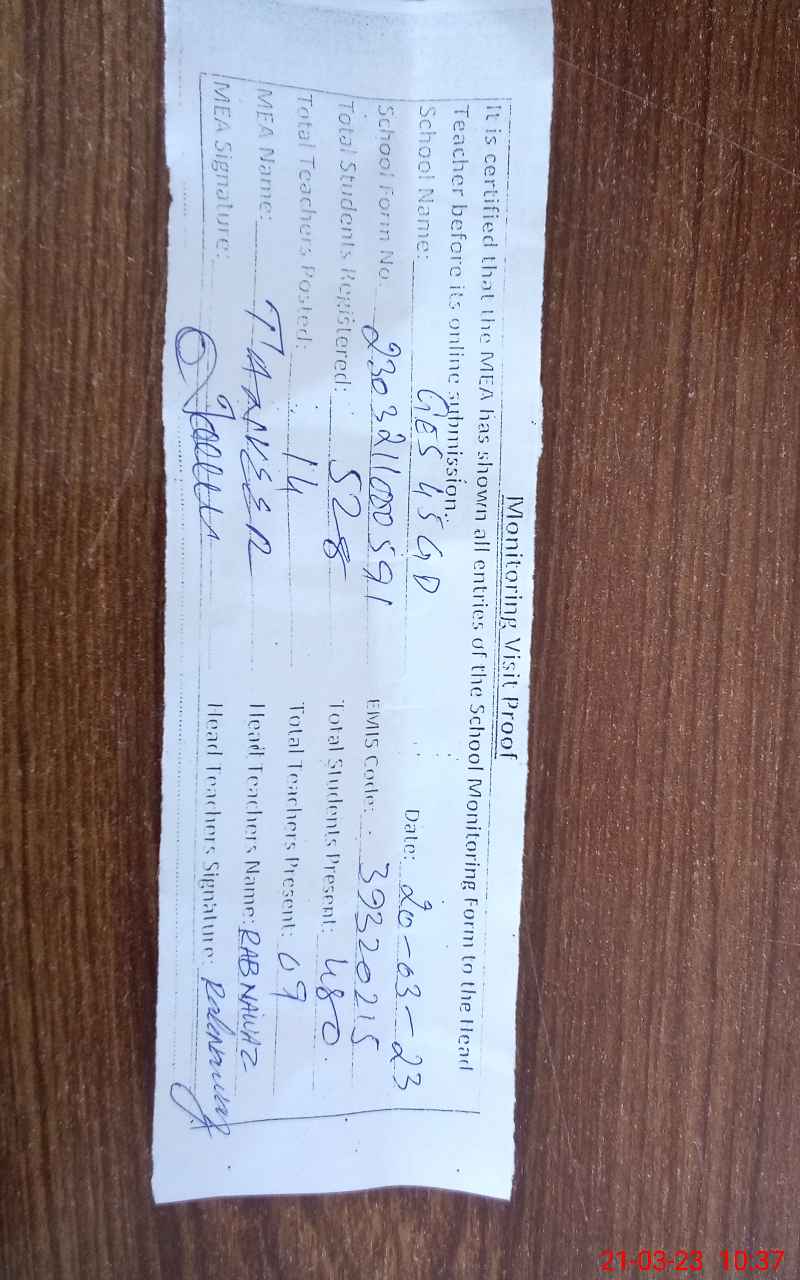 Monitoring Visit Proof
It is certified that the MEA has shown all entries of the School Monitoring Form to the Head
Teacher before its online submission.
School Name: GES 45 GD Date: 20-03-23
School Form No. 230321100591 EMIS Code: 39320215
Total Students Registered: 528 Total Students Present: 480
Total Teachers Posted: 14 Total Teachers Present: 09
MEA Name: TANVEER Head Teachers Name: RAB NAWAZ
MEA Signature: Head Teachers Signature: Rabnawaz
21-03-23 10:37